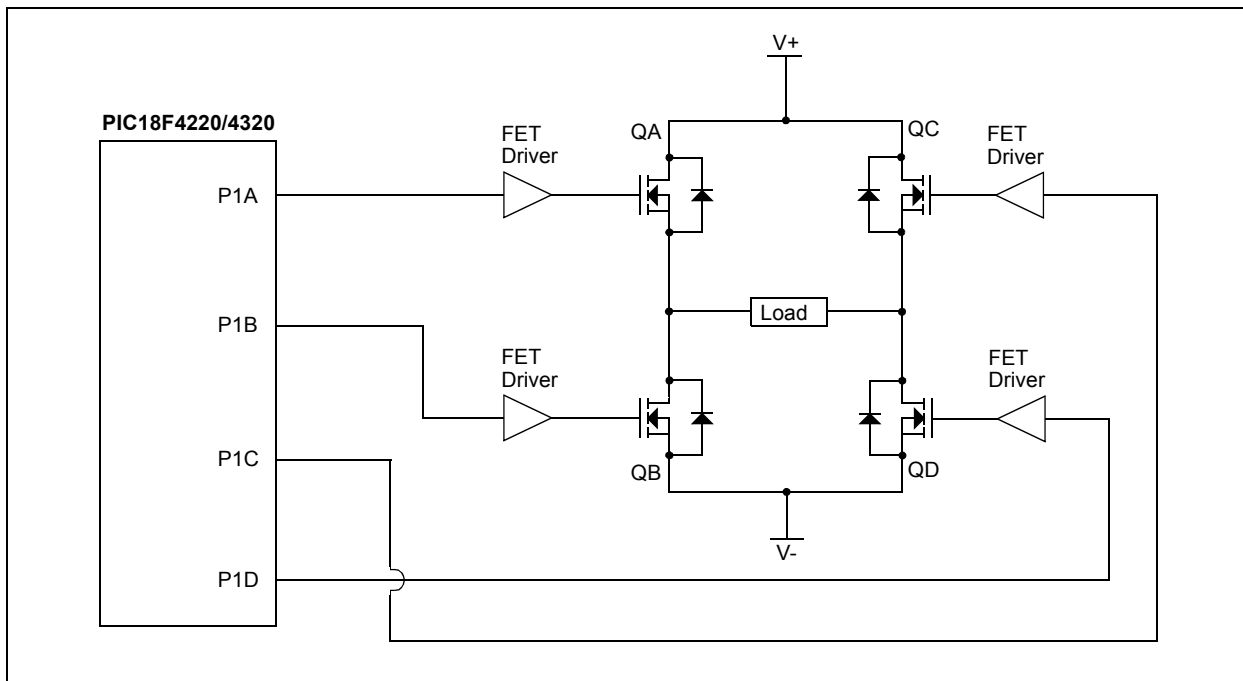 V+
PIC18F4220/4320
FET
Driver
QA
QC
FET
Driver
P1A
Load
P1B
FET
Driver
FET
Driver
P1C
QB
QD
V-
P1D